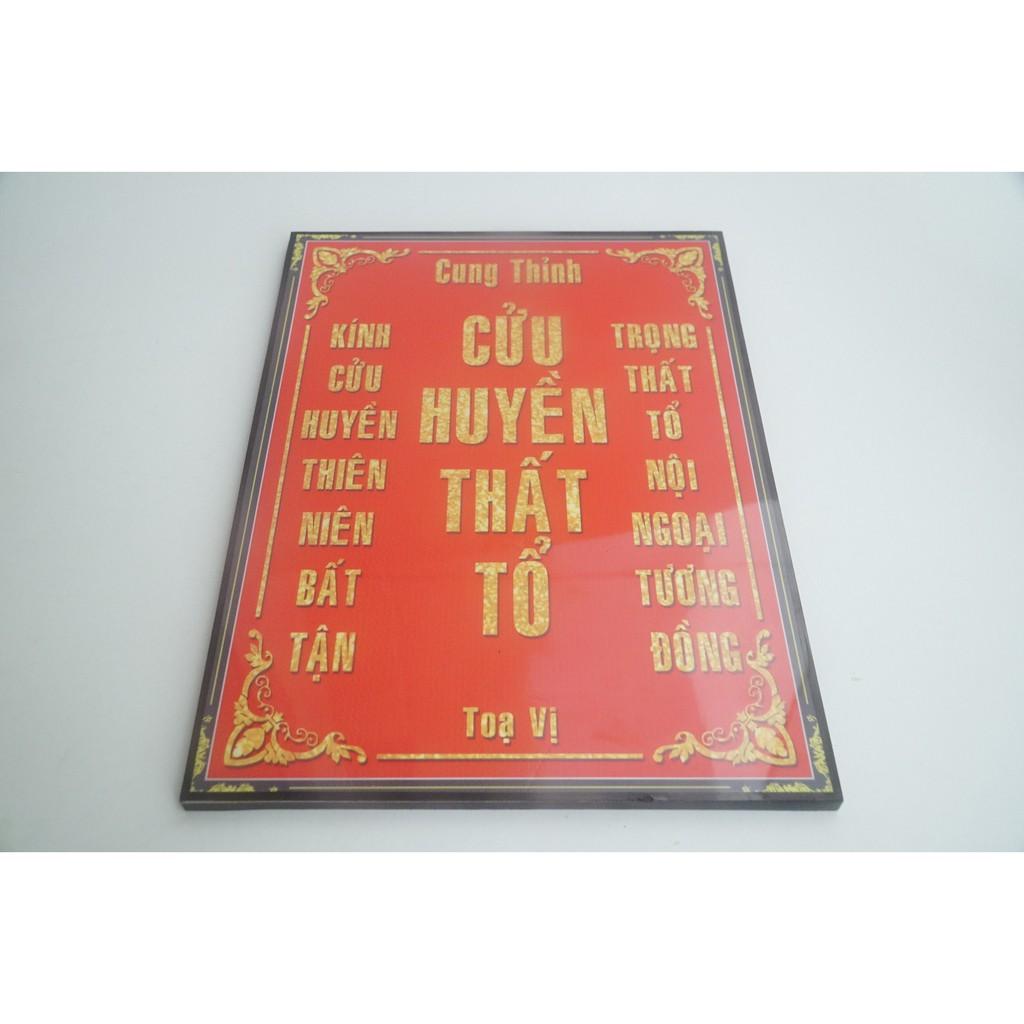 Cung Thỉnh
KÍNH
CỬU
HUYỀN
THIÊN
NIÊN
BẤT
TẬN
CỬU
HUYỀN
THẤT
TỔ
TRỌNG
THẤT
TỔ
NỘI
NGOẠI
TƯƠNG
ĐỒNG
Toạ Vị